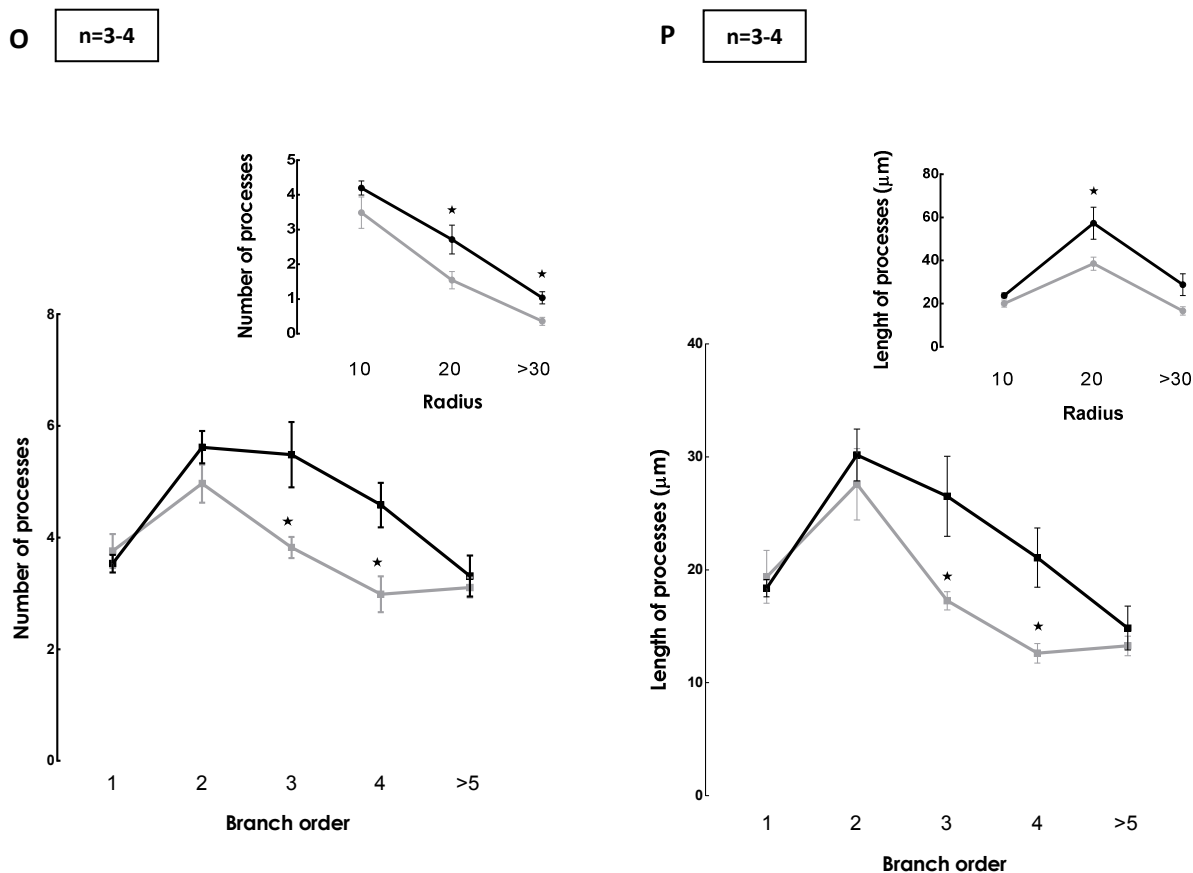 O
n=3-4
Number of processes
5
4
3
2
1
0
10 20 >30
Radius
Number of processes
8
6
4
2
0
1 2 3 4 >5
Branch order
P
n=3-4
Lenght of processes (μm)
80
60
40
20
0
10 20 >30
Radius
Length of processes (μm)
40
30
20
10
0
1 2 3 4 >5
Branch order